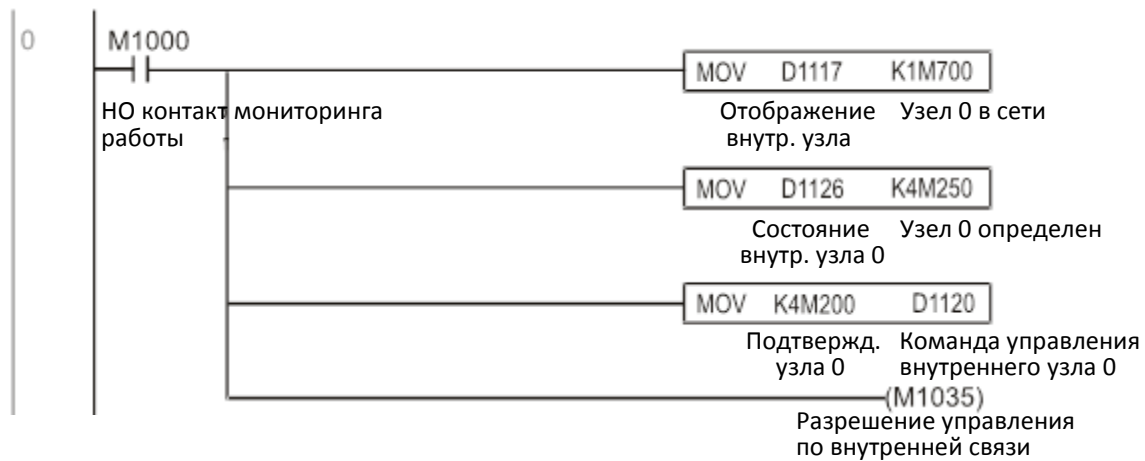 0
M1000
MOV D1117 K1M700
НО контакт мониторинга
работы
Отображение Узел 0 в сети
внутр. узла
MOV D1126 K4M250
Состояние Узел 0 определен
внутр. узла 0
MOV K4M200 D1120
Подтвержд. Команда управления
узла 0 внутреннего узла 0
(M1035)
Разрешение управления
по внутренней связи